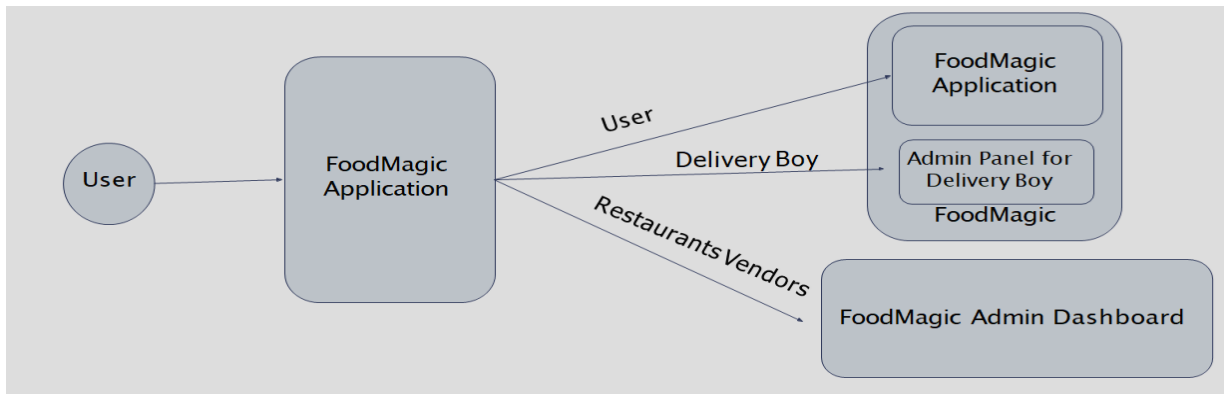 User
FoodMagic
Application
User
Delivery Boy
Restaurants Vendors
FoodMagic
Application
Admin Panel for
Delivery Boy
FoodMagic
FoodMagic Admin Dashboard